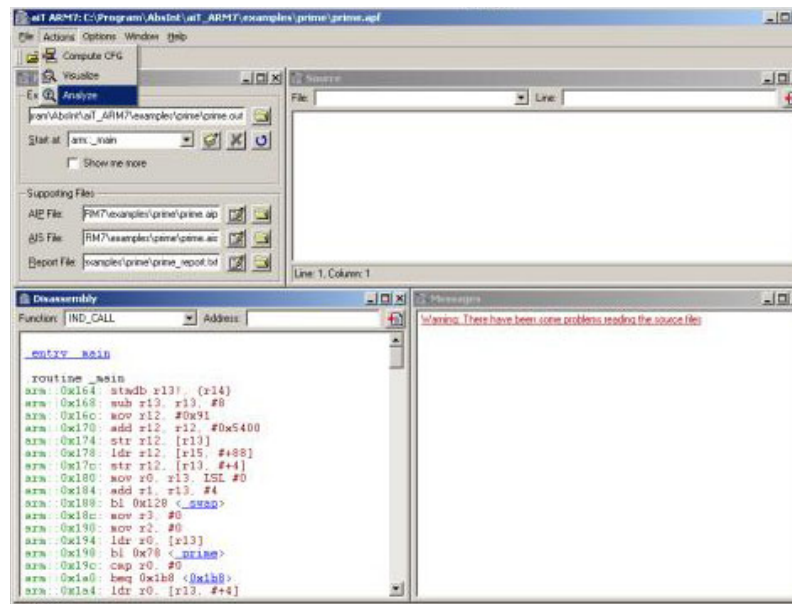 aiT ARM7: C:\Program\AbsInt\aiT_ARM7\examples\prime\prime.apf
File Actions Options Window Help
Compute CFG
Visualize
Analyze
Source
File: Line:
ram\AbsInt\aiT_ARM7\examples\prime\prime.out
Start at arm::_main
Show me more
Supporting Files
AIP File: RM7\examples\prime\prime.aip
AIS File: RM7\examples\prime\prime.ais
Report File: examples\prime\prime_report.txt
Line: 1, Column: 1
Disassembly
Function: IND_CALL Address:
_entry _main
routine _main
arm::0x164: stmdb r13!, {r14}
arm::0x168: sub r13, r13, #8
arm::0x16c: mov r12, #0x91
arm::0x170: add r12, r12, #0x5400
arm::0x174: str r12, [r13]
arm::0x178: ldr r12, [r15, #+88]
arm::0x17c: str r12, [r13, #+4]
arm::0x180: mov r0, r13, LSL #0
arm::0x184: add r1, r13, #4
arm::0x188: bl 0x128 <_swap>
arm::0x18c: mov r3, #0
arm::0x190: mov r2, #0
arm::0x194: ldr r0, [r13]
arm::0x198: bl 0x78 <_prime>
arm::0x19c: cmp r0, #0
arm::0x1a0: beq 0x1b8 <0x1b8>
arm::0x1a4: ldr r0, [r13, #+4]
Messages
Warning: There have been some problems reading the source files